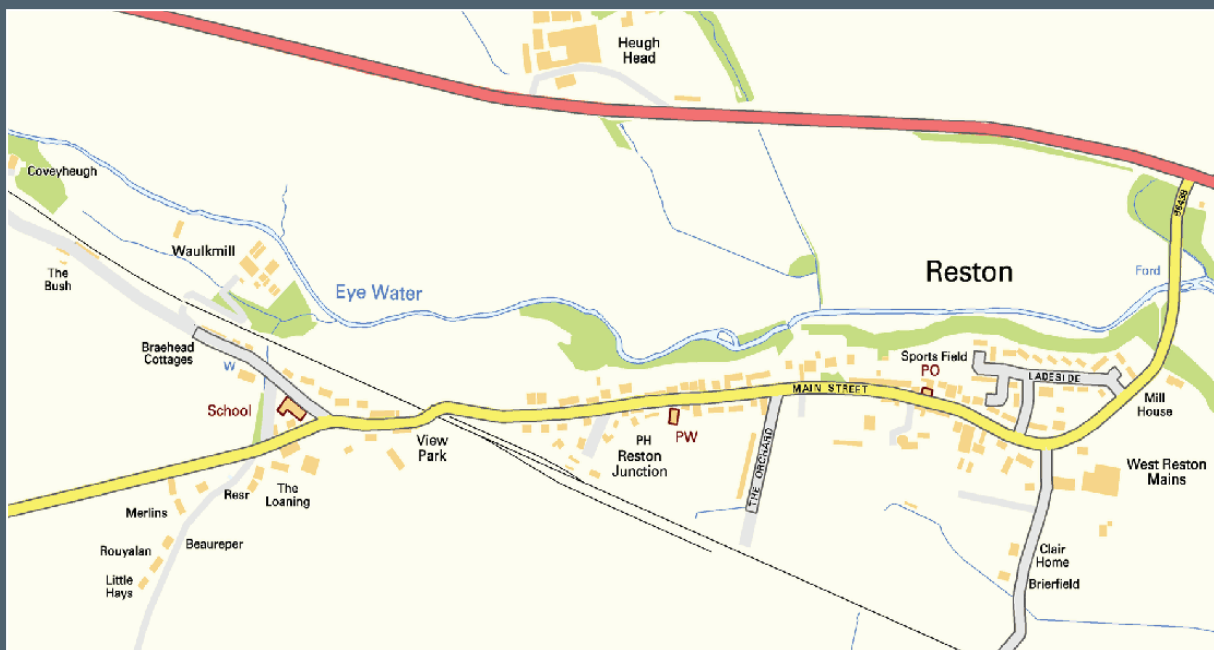 Heugh
Head
Coveyheugh
B6438
Waulkmill
Reston
The
Bush
Ford
Eye Water
Braehead
Cottages
Sports Field
PO
W
LADESIDE
MAIN STREET
School
Mill
House
PW
View
Park
PH
Reston
Junction
THE ORCHARD
West Reston
Mains
Resr
The
Loaning
Merlins
Rouyalan
Beaureper
Clair
Home
Little
Hays
Brierfield